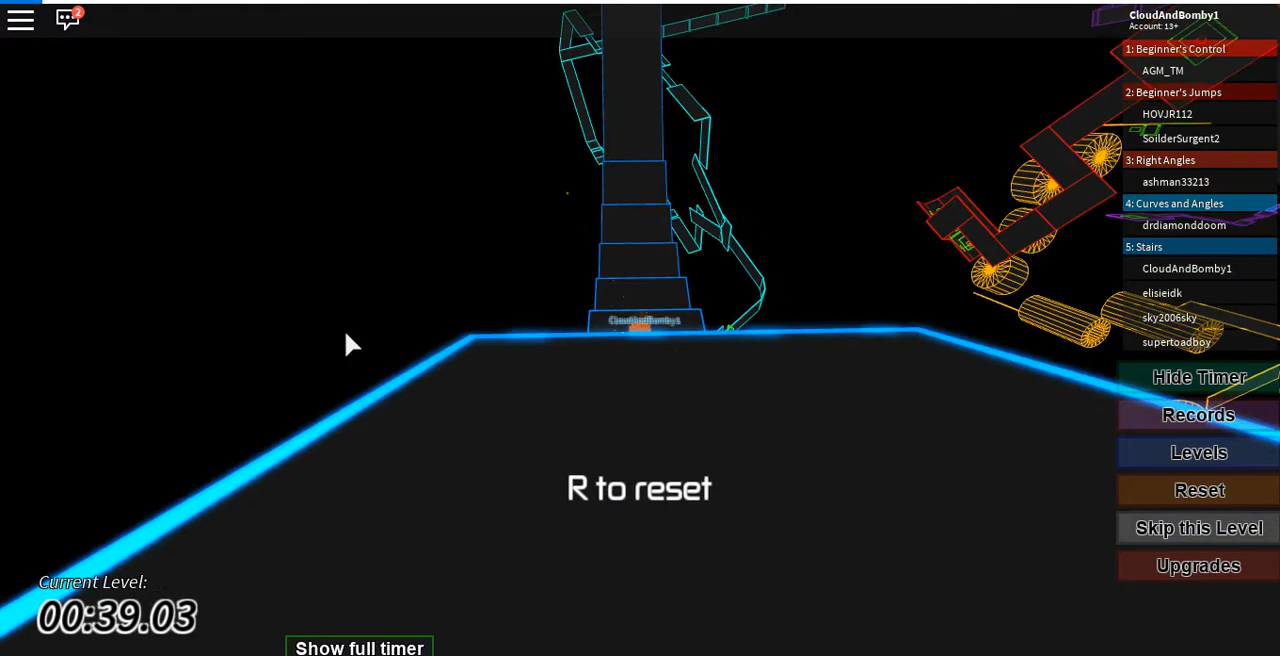 2
CloudAndBomby1
Account: 13+
1: Beginner's Control
AGM_TM
2: Beginner's Jumps
HOVJR112
SoilderSurgent2
3: Right Angles
ashman33213
4: Curves and Angles
drdiamonddoom
5: Stairs
CloudAndBomby1
elisieidk
sky2006sky
supertoadboy
CloudAndBomby1
Hide Timer
Records
Levels
Reset
Skip this Level
Upgrades
R to reset
Current Level:
00:39.03
Show full timer